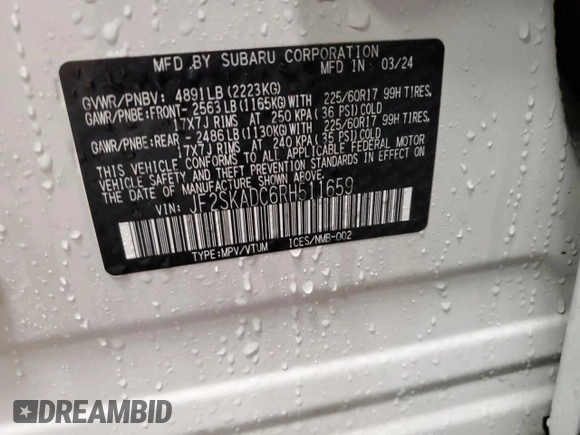 MFD. BY SUBARU CORPORATION
MFD IN 03/24
GVWR/PNBV: 4891LB (2223KG)
GAWR/PNBE:FRONT- 2563 LB(1165KG)WITH 225/60R17 99H TIRES,
17X7J RIMS AT 250 KPA(36 PSI)COLD
GAWR/PNBE:REAR - 2486LB(1130KG)WITH 225/60R17 99H TIRES,
17X7J RIMS AT 240 KPA(35 PSI)COLD
THIS VEHICLE CONFORMS TO ALL APPLICABLE FEDERAL MOTOR
VEHICLE SAFETY AND THEFT PREVENTION STANDARDS IN EFFECT ON
THE DATE OF MANUFACTURE SHOWN ABOVE.
VIN: JF2SKADC6RH511659
TYPE:MPV/VTUM ICES/NMB-002
DREAMBID